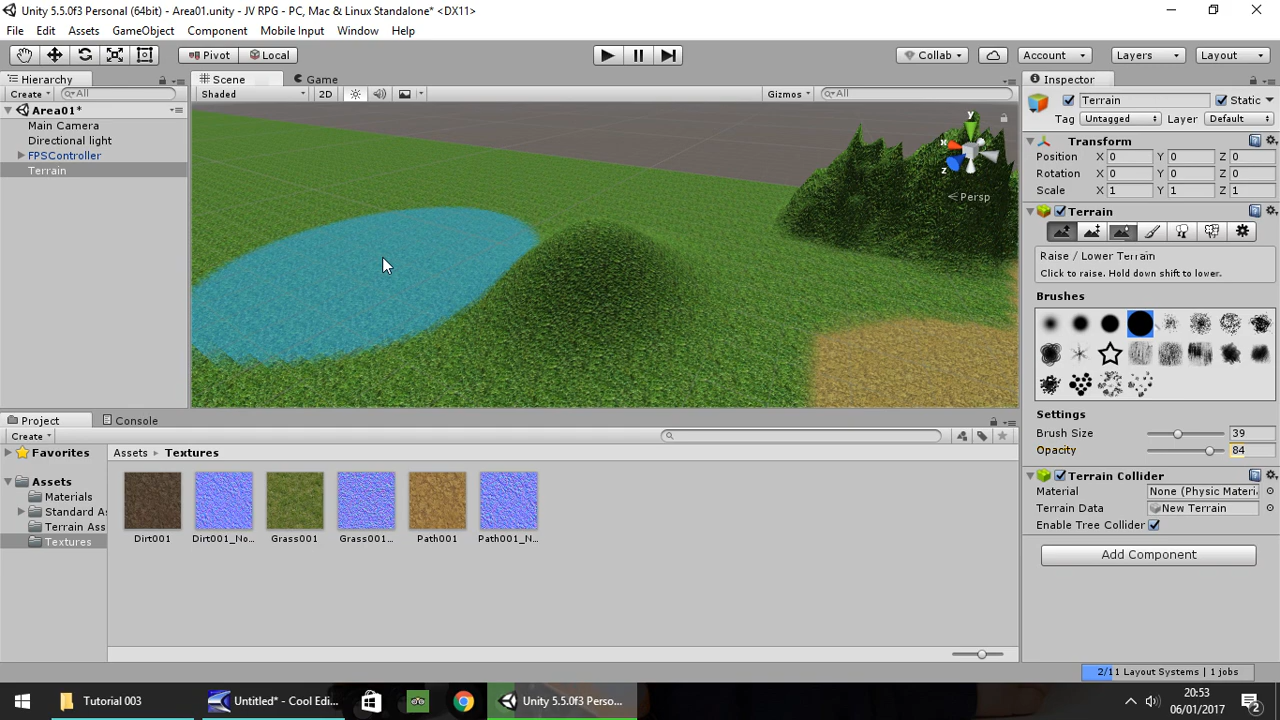 Unity 5.5.0f3 Personal (64bit) - Area01.unity - JV RPG - PC, Mac & Linux Standalone* <DX11>
File Edit Assets GameObject Component Mobile Input Window Help
Pivot Local Collab Account Layers Layout
Hierarchy Scene Game Inspector
Create All Shaded 2D Gizmos All
Area01*
Main Camera
Directional light
FPSController
Terrain
y
x
z
Persp
Terrain Static
Tag Untagged Layer Default
Transform
Position X 0 Y 0 Z 0
Rotation X 0 Y 0 Z 0
Scale X 1 Y 1 Z 1
Terrain
Raise / Lower Terrain
Click to raise. Hold down shift to lower.
Brushes
Settings
Brush Size 39
Opacity 84
Terrain Collider
Material None (Physic Materi
Terrain Data New Terrain
Enable Tree Collider
Add Component
Project Console
Create
Favorites
Assets
Materials
Standard A
Terrain Ass
Textures
Assets Textures
Dirt001 Dirt001_No... Grass001 Grass001... Path001 Path001_N...
2/11 Layout Systems | 1 jobs
Tutorial 003 Untitled* - Cool Edi... Unity 5.5.0f3 Perso...
20:53
06/01/2017
2